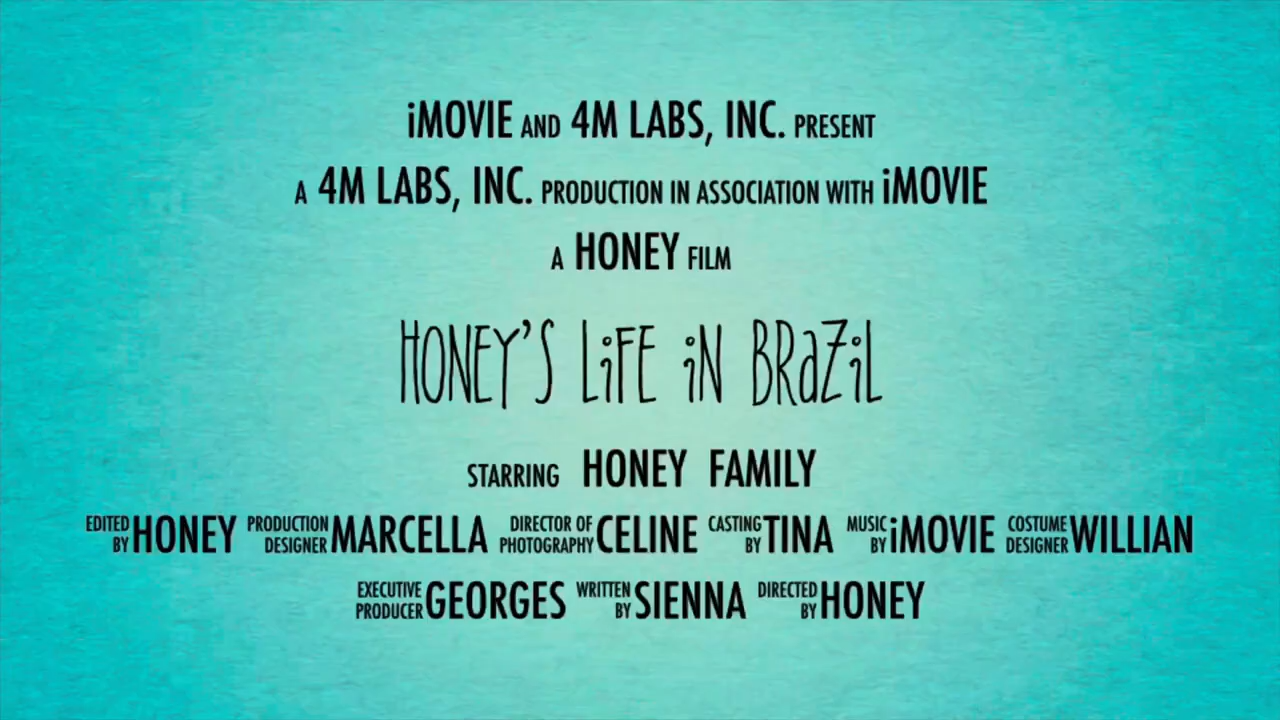 iMOVIE AND 4M LABS, INC. PRESENT
A 4M LABS, INC. PRODUCTION IN ASSOCIATION WITH iMOVIE
A HONEY FILM
HONEY'S LiFE iN BRaZiL
STARRING HONEY FAMILY
EDITED BY HONEY PRODUCTION DESIGNER MARCELLA DIRECTOR OF PHOTOGRAPHY CELINE CASTING BY TINA MUSIC BY iMOVIE COSTUME DESIGNER WILLIAN
EXECUTIVE PRODUCER GEORGES WRITTEN BY SIENNA DIRECTED BY HONEY